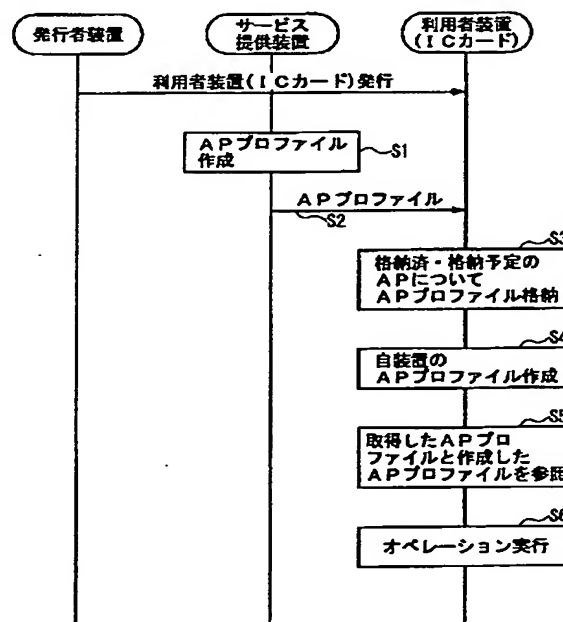 発行者装置
サービス
提供装置
利用者装置
(ICカード)
利用者装置(ICカード)発行
APプロファイル
作成
S1
APプロファイル
S2
S3
格納済・格納予定の
APについて
APプロファイル格納
S4
自装置の
APプロファイル作成
S5
取得したAPプロ
ファイルと作成した
APプロファイルを参照
S6
オペレーション実行